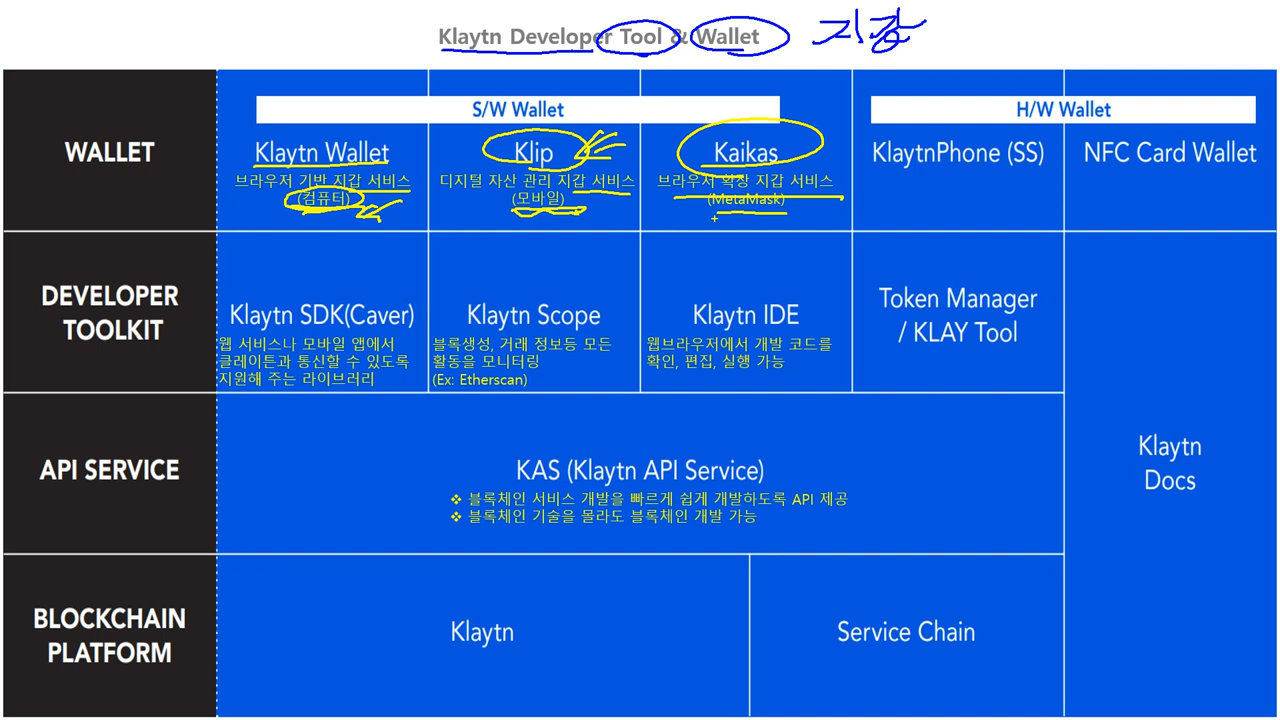 Klaytn Developer Tool & Wallet 지갑
S/W Wallet
H/W Wallet
WALLET
Klaytn Wallet
브라우저 기반 지갑 서비스
(컴퓨터)
Klip
디지털 자산 관리 지갑 서비스
(모바일)
Kaikas
브라우저 확장 지갑 서비스
(MetaMask)
KlaytnPhone (SS)
NFC Card Wallet
DEVELOPER
TOOLKIT
Klaytn SDK(Caver)
웹 서비스나 모바일 앱에서
클레이튼과 통신할 수 있도록
지원해 주는 라이브러리
Klaytn Scope
블록생성, 거래 정보등 모든
활동을 모니터링
(Ex: Etherscan)
Klaytn IDE
웹브라우저에서 개발 코드를
확인, 편집, 실행 가능
Token Manager
/ KLAY Tool
API SERVICE
KAS (Klaytn API Service)
❖ 블록체인 서비스 개발을 빠르게 쉽게 개발하도록 API 제공
❖ 블록체인 기술을 몰라도 블록체인 개발 가능
Klaytn
Docs
BLOCKCHAIN
PLATFORM
Klaytn
Service Chain